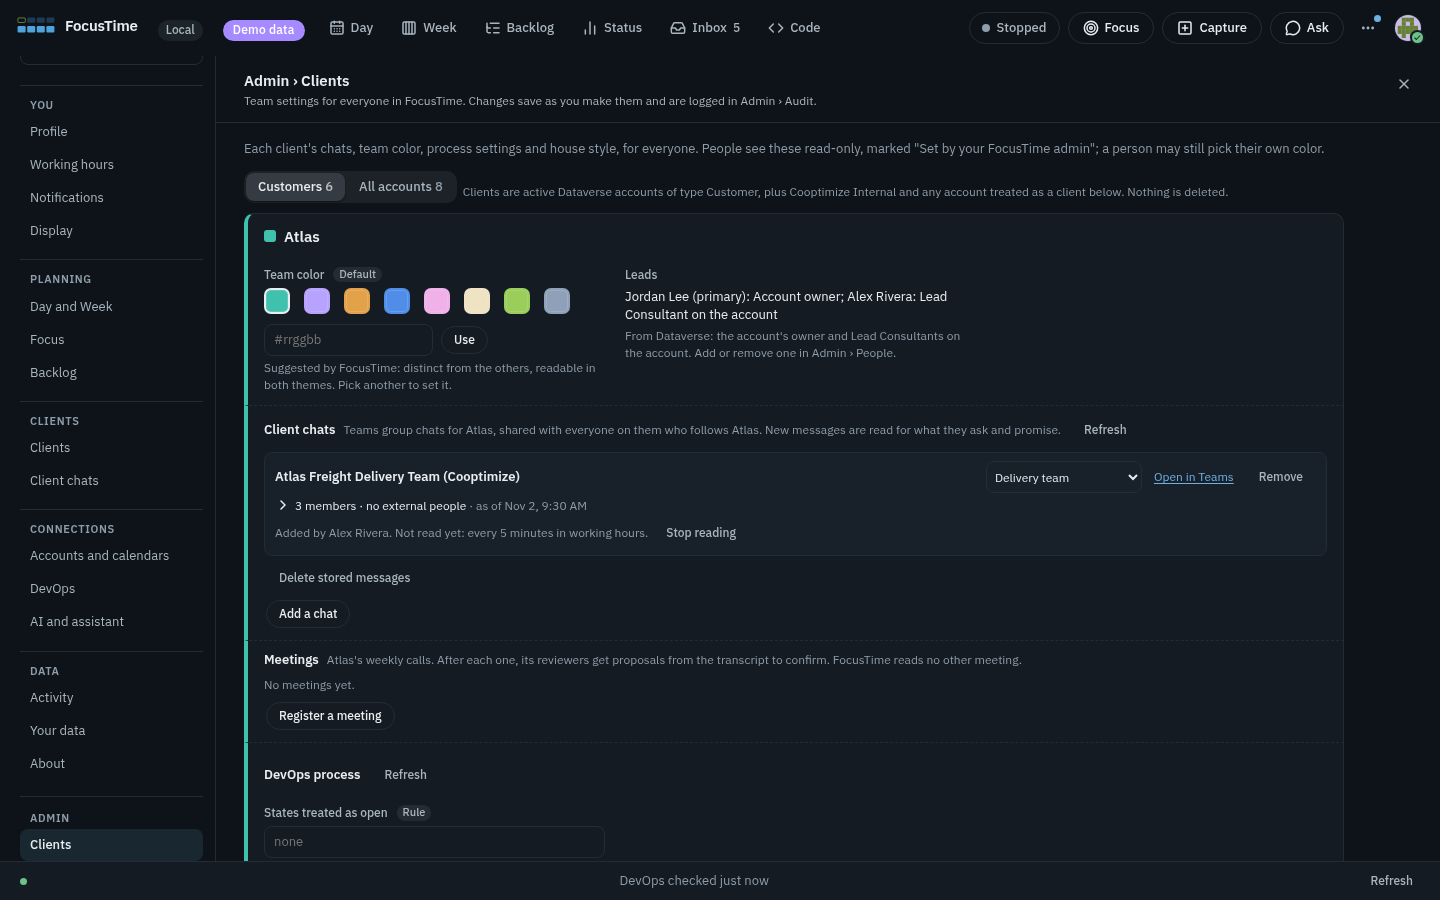 FocusTime
Local
Demo data
Day
Week
Backlog
Status
Inbox 5
Code
Stopped
Focus
Capture
Ask
YOU
Profile
Working hours
Notifications
Display
PLANNING
Day and Week
Focus
Backlog
CLIENTS
Clients
Client chats
CONNECTIONS
Accounts and calendars
DevOps
AI and assistant
DATA
Activity
Your data
About
ADMIN
Clients
Admin › Clients
Team settings for everyone in FocusTime. Changes save as you make them and are logged in Admin › Audit.
Each client's chats, team color, process settings and house style, for everyone. People see these read-only, marked "Set by your FocusTime admin"; a person may still pick their own color.
Customers 6
All accounts 8
Clients are active Dataverse accounts of type Customer, plus Cooptimize Internal and any account treated as a client below. Nothing is deleted.
Atlas
Team color Default
#rrggbb
Use
Suggested by FocusTime: distinct from the others, readable in
both themes. Pick another to set it.
Leads
Jordan Lee (primary): Account owner; Alex Rivera: Lead
Consultant on the account
From Dataverse: the account's owner and Lead Consultants on
the account. Add or remove one in Admin › People.
Client chats Teams group chats for Atlas, shared with everyone on them who follows Atlas. New messages are read for what they ask and promise. Refresh
Atlas Freight Delivery Team (Cooptimize)
Delivery team
Open in Teams
Remove
3 members · no external people · as of Nov 2, 9:30 AM
Added by Alex Rivera. Not read yet: every 5 minutes in working hours. Stop reading
Delete stored messages
Add a chat
Meetings Atlas's weekly calls. After each one, its reviewers get proposals from the transcript to confirm. FocusTime reads no other meeting.
No meetings yet.
Register a meeting
DevOps process Refresh
States treated as open Rule
none
DevOps checked just now
Refresh